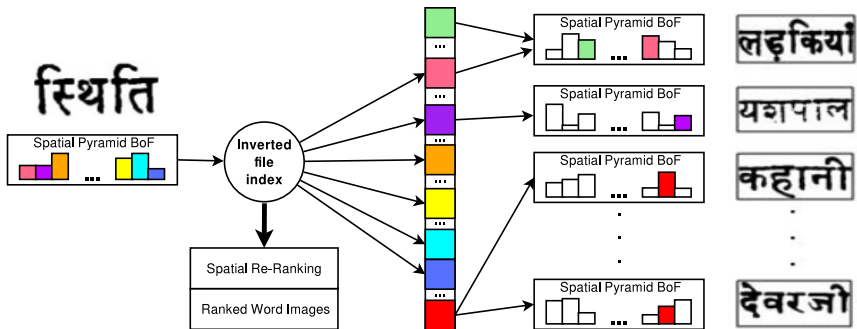 स्थिति
Spatial Pyramid BoF
...
Inverted
file
index
Spatial Re-Ranking
Ranked Word Images
...
...
...
...
...
...
...
Spatial Pyramid BoF
...
लड़कियाँ
Spatial Pyramid BoF
...
यशपाल
Spatial Pyramid BoF
...
कहानी
Spatial Pyramid BoF
...
देवरजी